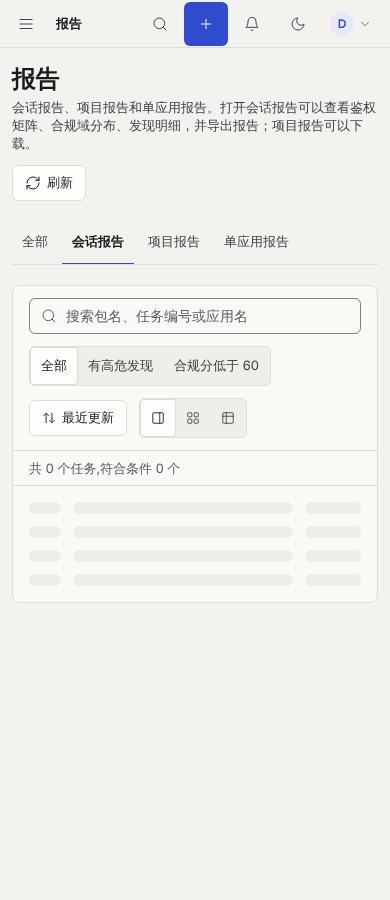 报告
D
报告
会话报告、项目报告和单应用报告。打开会话报告可以查看鉴权
矩阵、合规域分布、发现明细，并导出报告；项目报告可以下
载。
刷新
全部 会话报告 项目报告 单应用报告
搜索包名、任务编号或应用名
全部 有高危发现 合规分低于 60
最近更新
共 0 个任务,符合条件 0 个